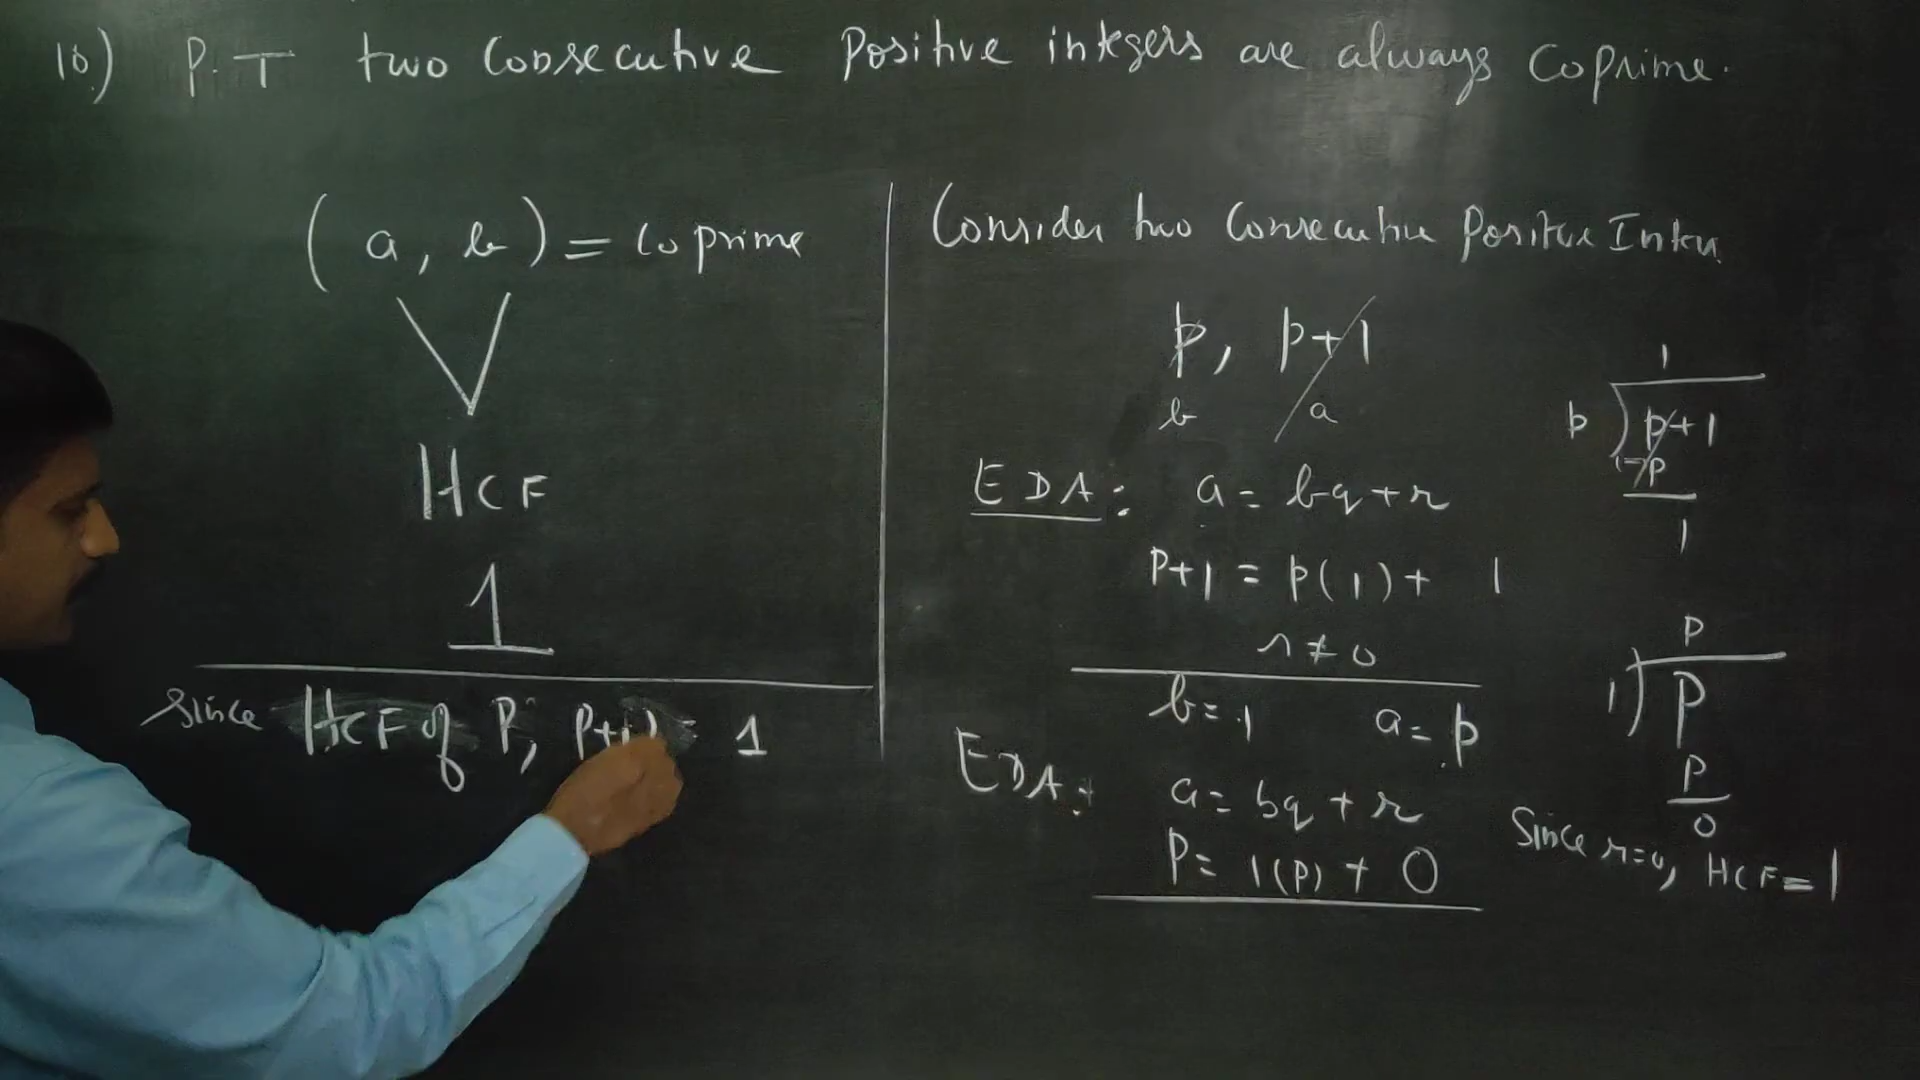 10.) P.T two Consecutive Positive integers are always Coprime.
(a, b) = Coprime
HCF
1
Since HCF of P, P+1 = 1
Consider two Consecutive Positive
p, p+1
b a
EDA: a = bq + r
P+1 = p(1) + 1
r ≠ 0
b = 1 a = p
EDA: a = bq + r
P = 1(P) + 0
1
p ) p+1
(-) p
1
P
1) P
P
0
Since r=0, HCF = 1